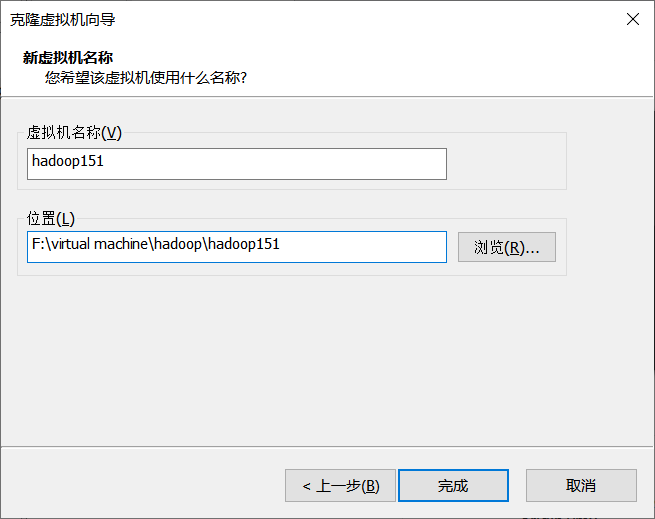 克隆虚拟机向导
新虚拟机名称
您希望该虚拟机使用什么名称?
虚拟机名称(V)
hadoop151
位置(L)
F:\virtual machine\hadoop\hadoop151
浏览(R)...
< 上一步(B)
完成
取消